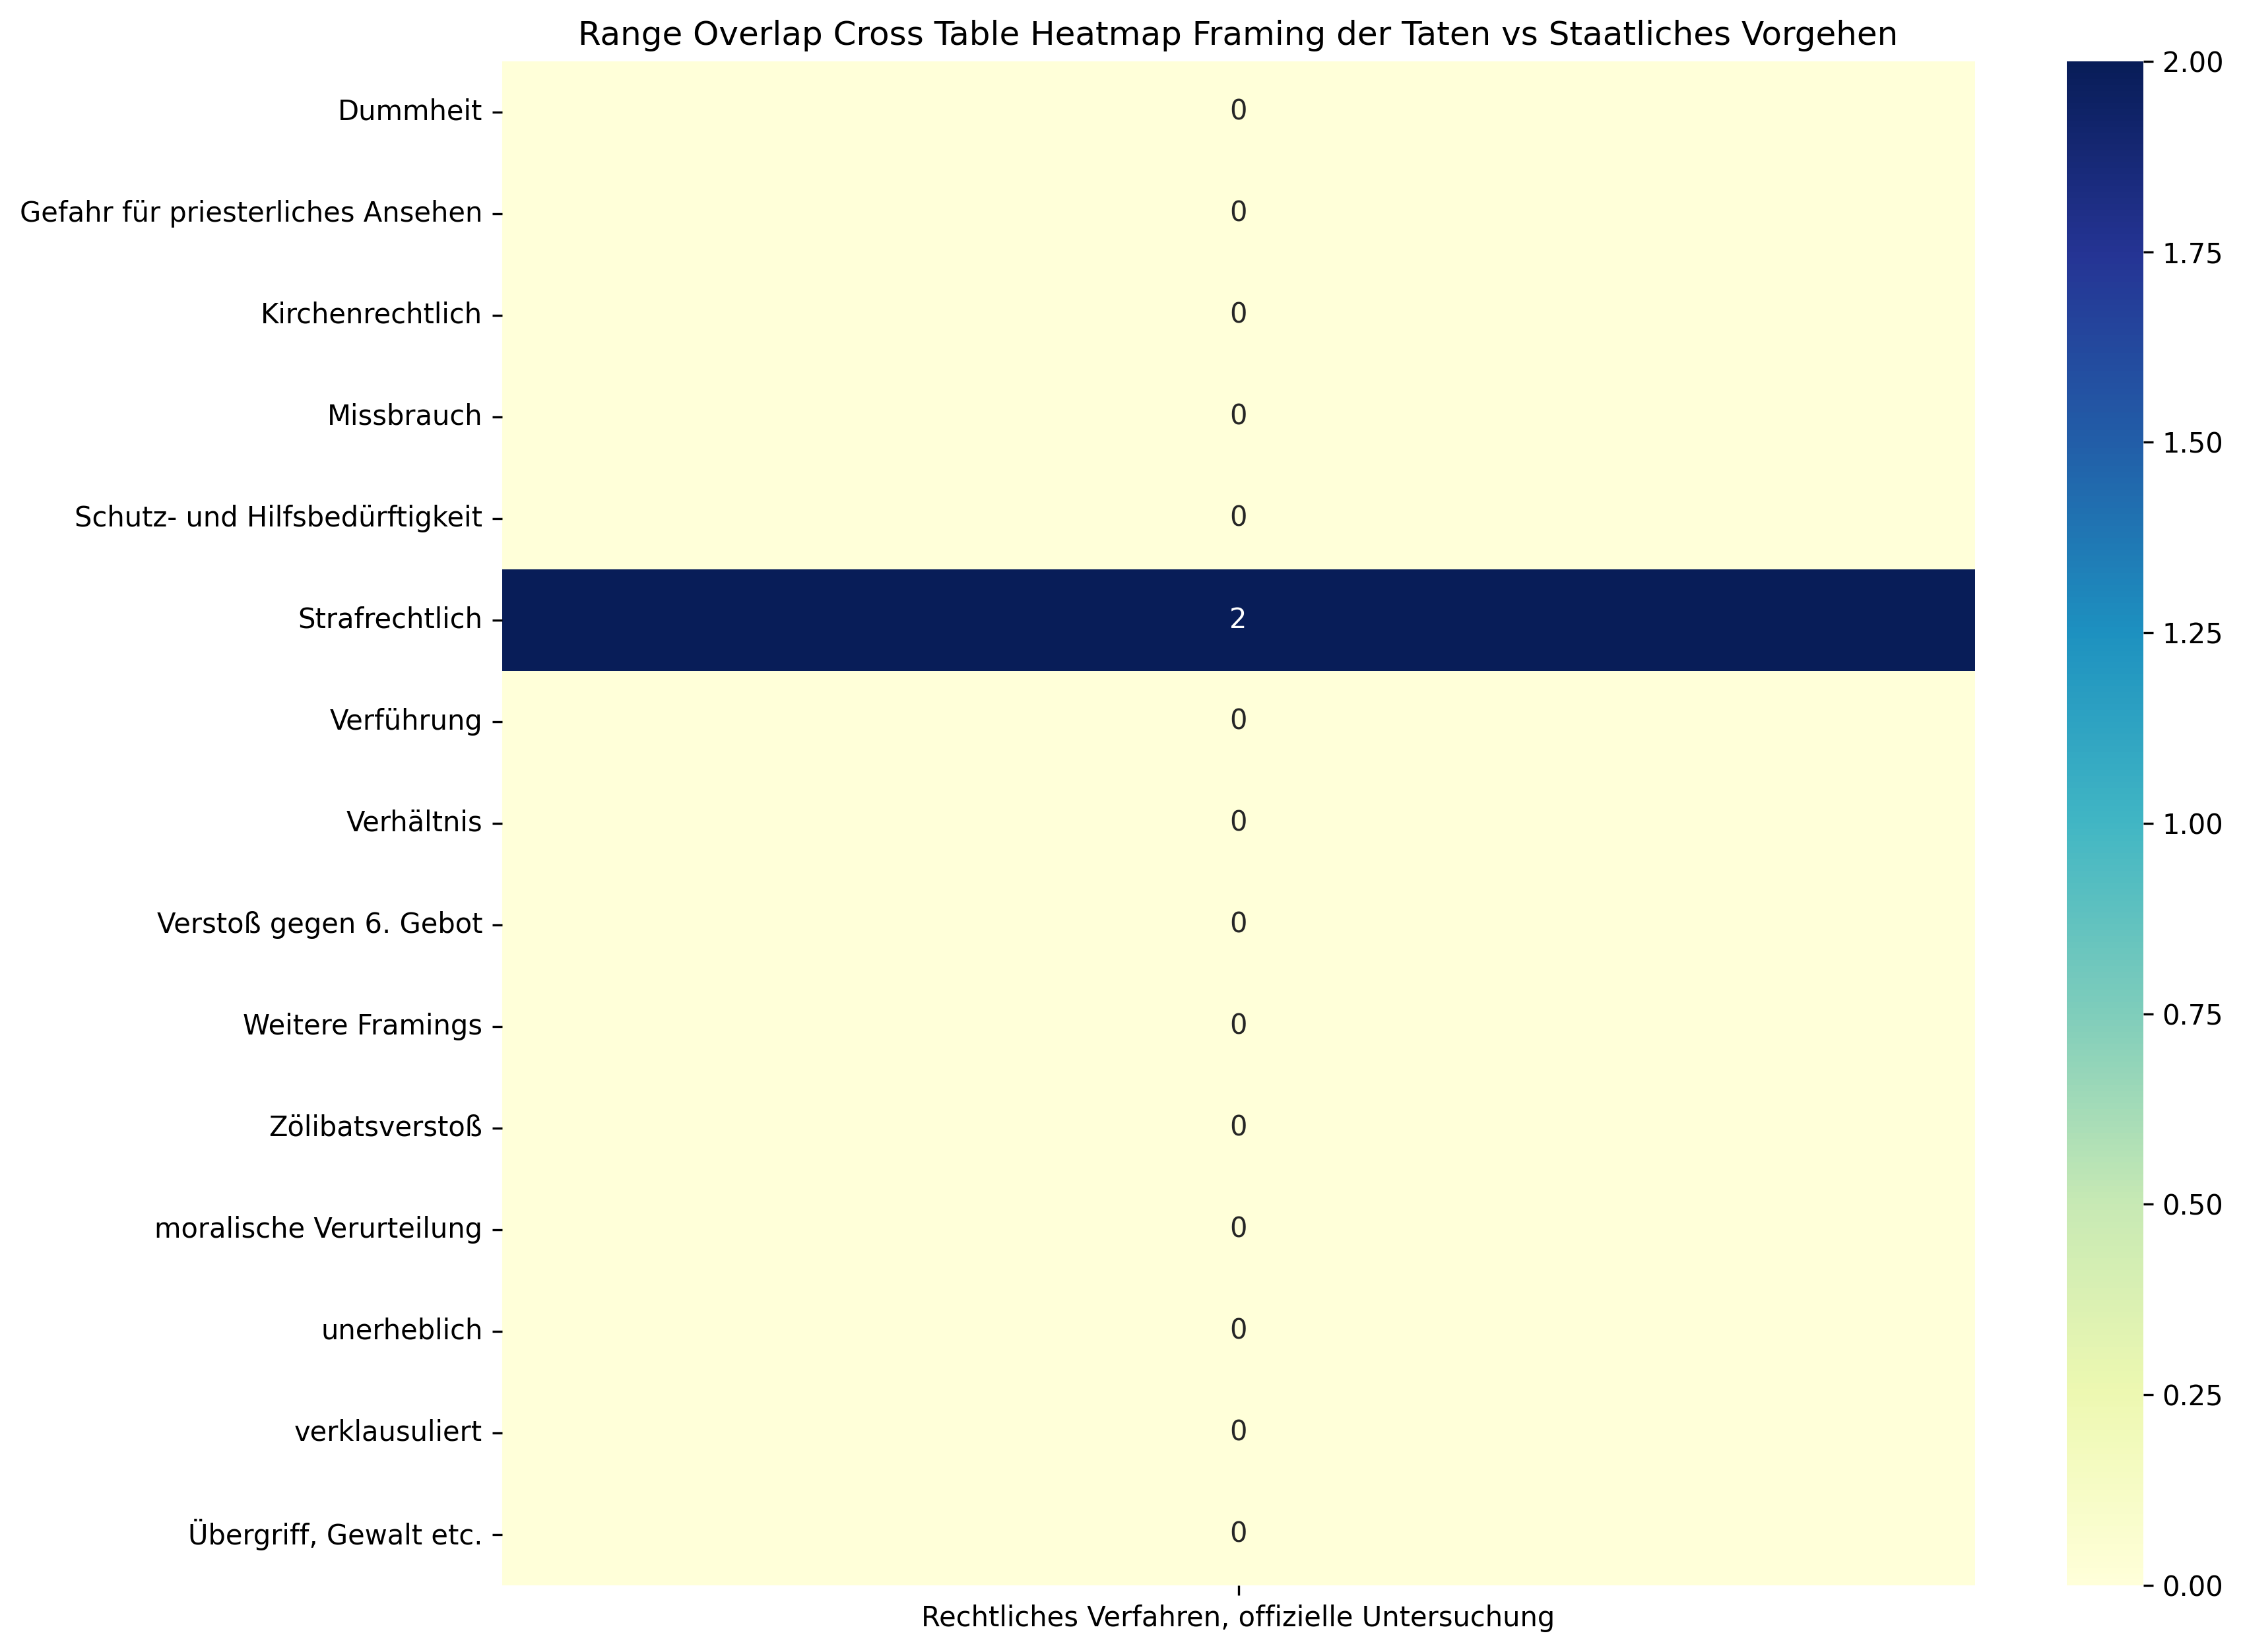 Range Overlap Cross Table Heatmap Framing der Taten vs Staatliches Vorgehen
Dummheit 0
Gefahr für priesterliches Ansehen 0
Kirchenrechtlich 0
Missbrauch 0
Schutz- und Hilfsbedürftigkeit 0
Strafrechtlich 2
Verführung 0
Verhältnis 0
Verstoß gegen 6. Gebot 0
Weitere Framings 0
Zölibatsverstoß 0
moralische Verurteilung 0
unerheblich 0
verklausuliert 0
Übergriff, Gewalt etc. 0
Rechtliches Verfahren, offizielle Untersuchung
2.00
1.75
1.50
1.25
1.00
0.75
0.50
0.25
0.00